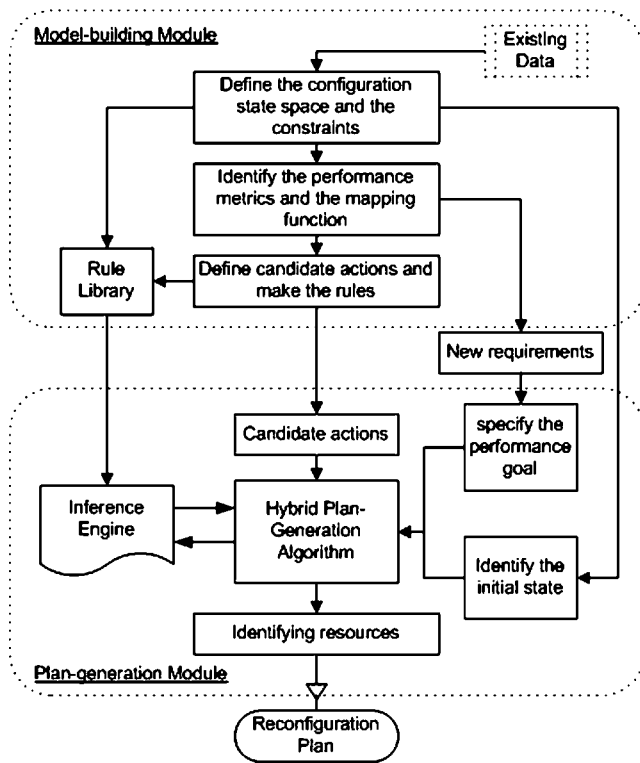 Model-building Module
Existing
Data
Define the configuration
state space and the
constraints
Identify the performance
metrics and the mapping
function
Rule
Library
Define candidate actions and
make the rules
New requirements
Candidate actions
specify the
performance
goal
Inference
Engine
Hybrid Plan-
Generation
Algorithm
Identify the
initial state
Identifying resources
Plan-generation Module
Reconfiguration
Plan